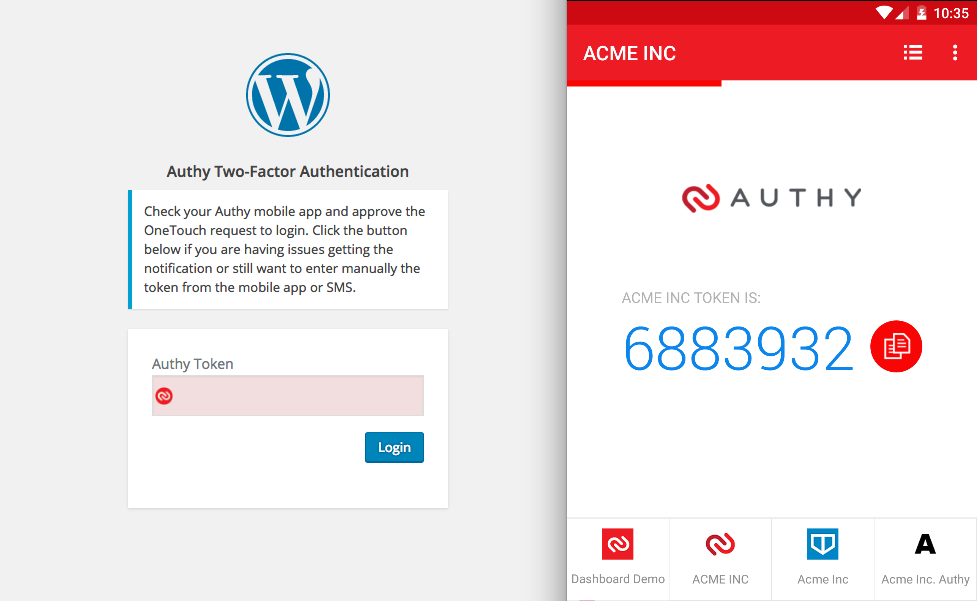 Authy Two-Factor Authentication
Check your Authy mobile app and approve the
OneTouch request to login. Click the button
below if you are having issues getting the
notification or still want to enter manually the
token from the mobile app or SMS.
Authy Token
Login
10:35
ACME INC
AUTHY
ACME INC TOKEN IS:
6883932
Dashboard Demo
ACME INC
Acme Inc
A
Acme Inc. Authy